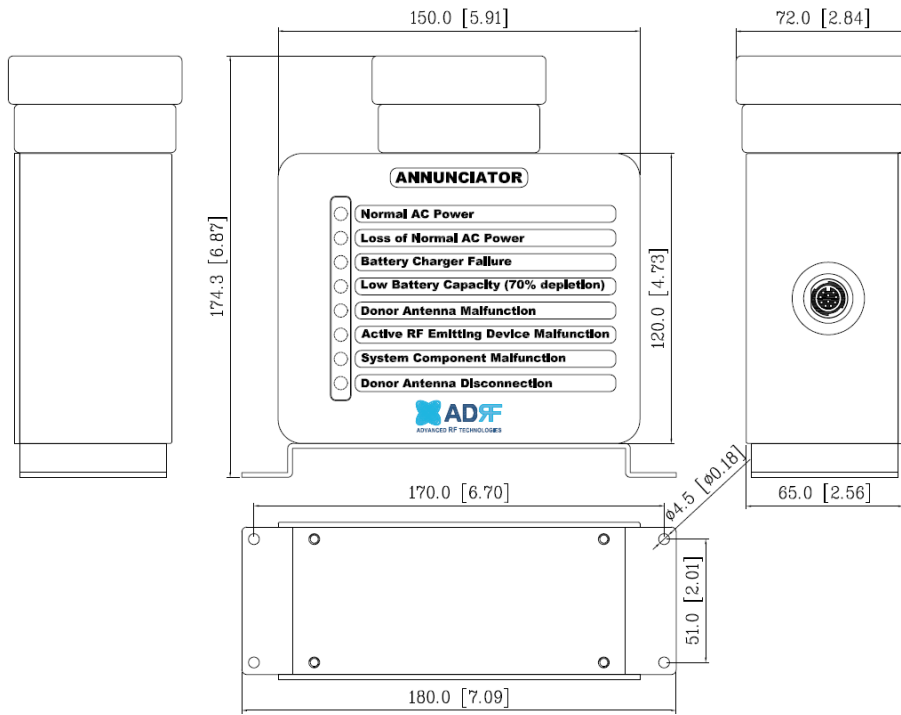 150.0 [5.91]
72.0 [2.84]
174.3 [6.87]
ANNUNCIATOR
Normal AC Power
Loss of Normal AC Power
Battery Charger Failure
Low Battery Capacity (70% depletion)
Donor Antenna Malfunction
Active RF Emitting Device Malfunction
System Component Malfunction
Donor Antenna Disconnection
ADRF
ADVANCED RF TECHNOLOGIES
120.0 [4.73]
170.0 [6.70]
ø4.5 [ø0.18]
65.0 [2.56]
51.0 [2.01]
180.0 [7.09]